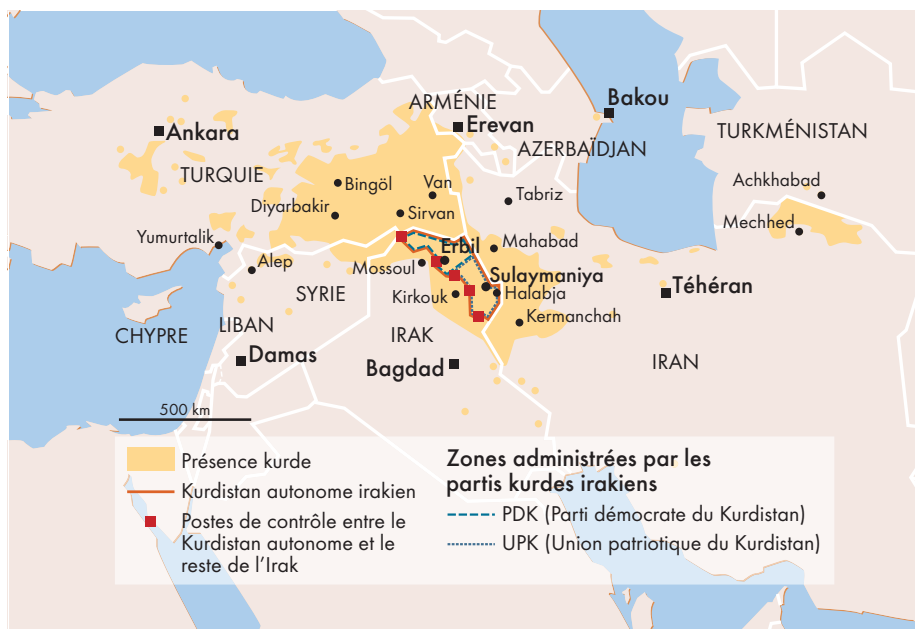 ARMÉNIE
Bakou
Ankara
Erevan
TURKMÉNISTAN
AZERBAÏDJAN
TURQUIE
Bingöl
Van
Achkhabad
Tabriz
Diyarbakir
Sirvan
Mechhed
Yumurtalik
Mahabad
Erbil
Alep
Mossoul
Sulaymaniya
Téhéran
SYRIE
Kirkouk
Halabja
Kermanchah
CHYPRE
LIBAN
IRAK
Damas
Bagdad
IRAN
500 km
Présence kurde
Kurdistan autonome irakien
Postes de contrôle entre le
Kurdistan autonome et le
reste de l’Irak
Zones administrées par les
partis kurdes irakiens
PDK (Parti démocrate du Kurdistan)
UPK (Union patriotique du Kurdistan)